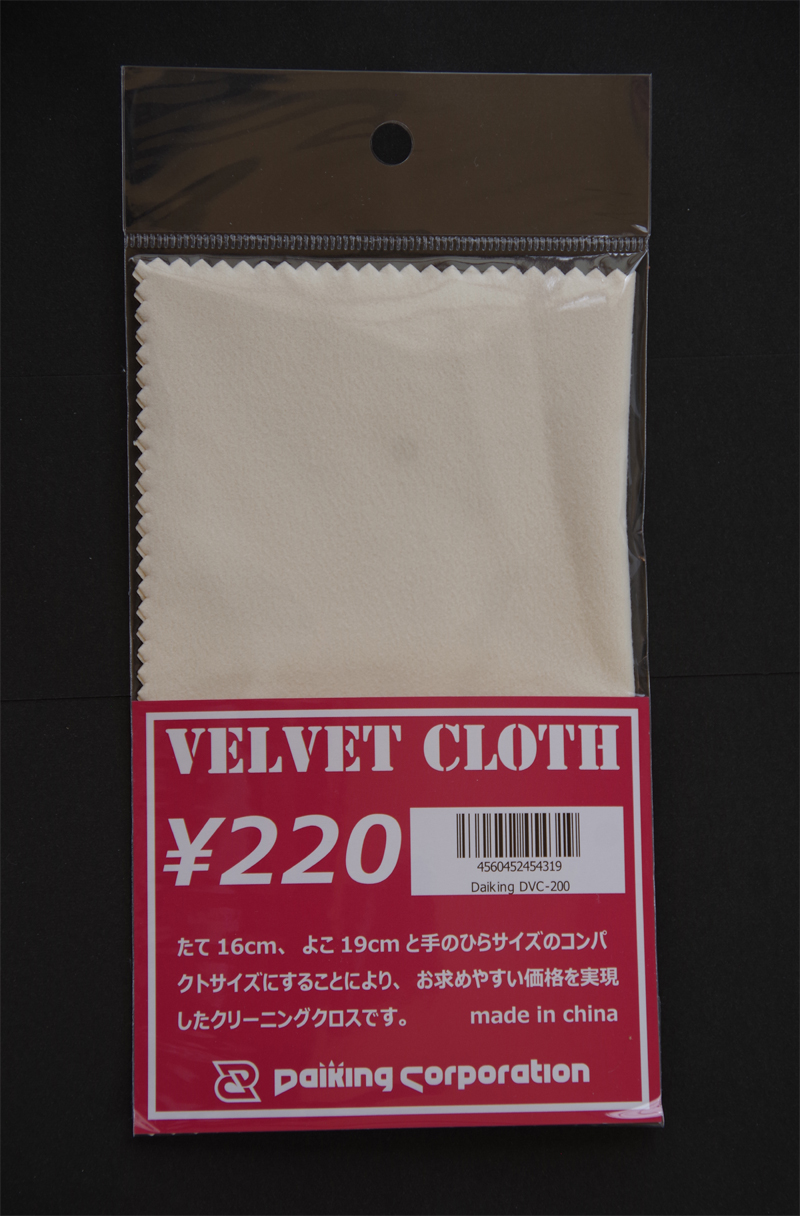 VELVET CLOTH
¥220
4560452454319
Daiking DVC-200
たて 16cm、よこ 19cm と手のひらサイズのコンパ
クトサイズにすることにより、お求めやすい価格を実現
したクリーニングクロスです。 made in china
Daiking Corporation